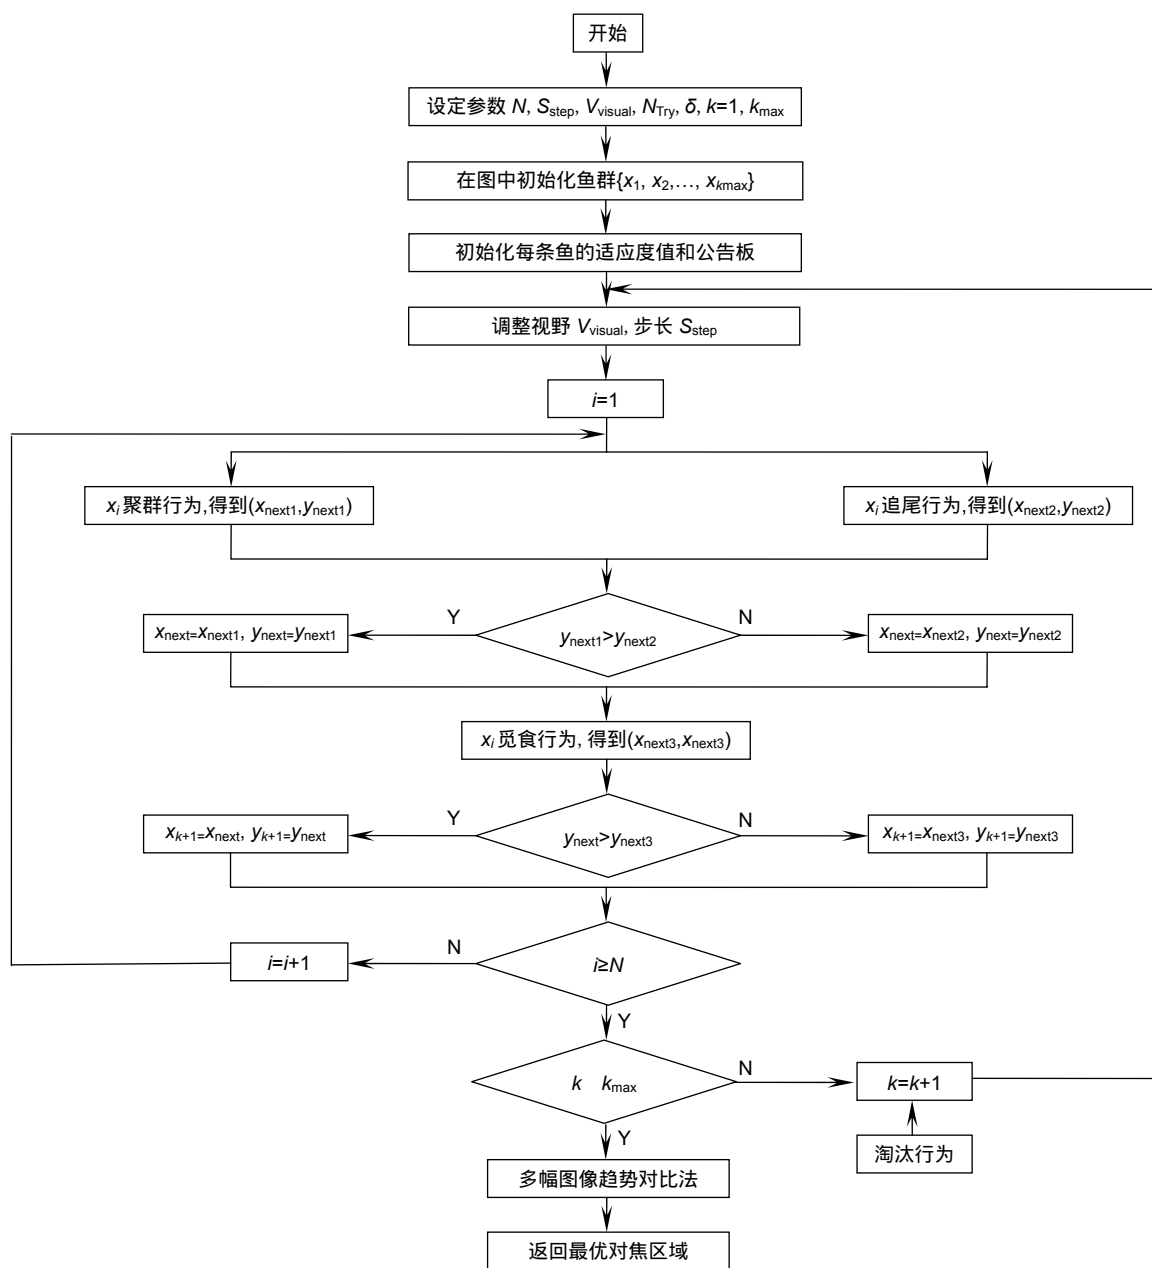 开始
设定参数 N, Sstep, Vvisual, NTry, δ, k=1, kmax
在图中初始化鱼群{x1, x2,…, xkmax}
初始化每条鱼的适应度值和公告板
调整视野 Vvisual, 步长 Sstep
i=1
xi 聚群行为,得到(xnext1,ynext1)
xi 追尾行为,得到(xnext2,ynext2)
Y
N
xnext=xnext1, ynext=ynext1
ynext1>ynext2
xnext=xnext2, ynext=ynext2
xi 觅食行为, 得到(xnext3,xnext3)
Y
N
xk+1=xnext, yk+1=ynext
ynext>ynext3
xk+1=xnext3, yk+1=ynext3
N
i=i+1
i≥N
Y
k kmax
N
k=k+1
Y
淘汰行为
多幅图像趋势对比法
返回最优对焦区域